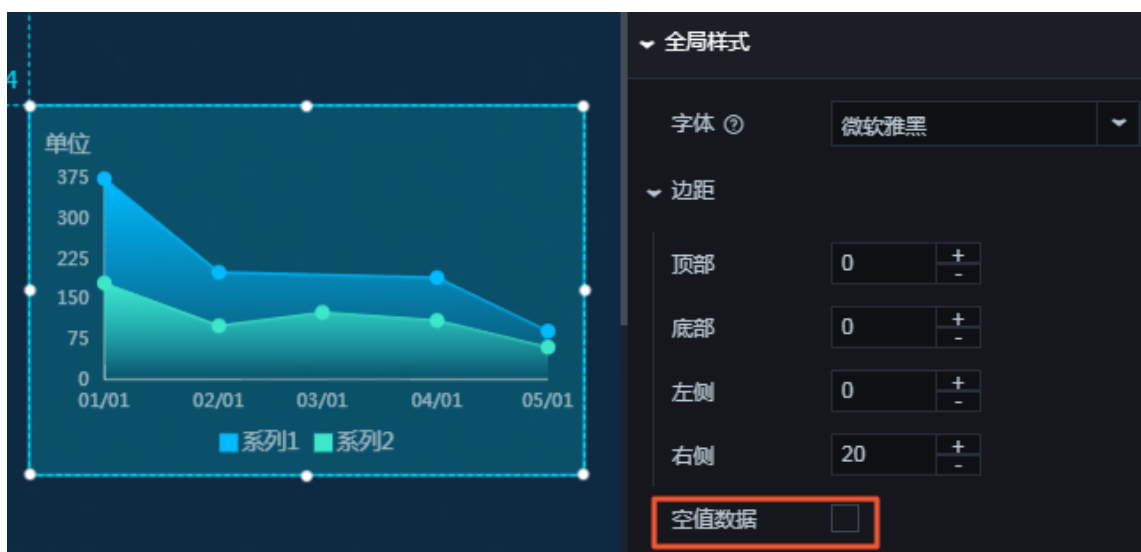 4
单位
375
300
225
150
75
0
01/01 02/01 03/01 04/01 05/01
系列1 系列2
全局样式
字体 ?
微软雅黑
边距
顶部 0 + -
底部 0 + -
左侧 0 + -
右侧 20 + -
空值数据